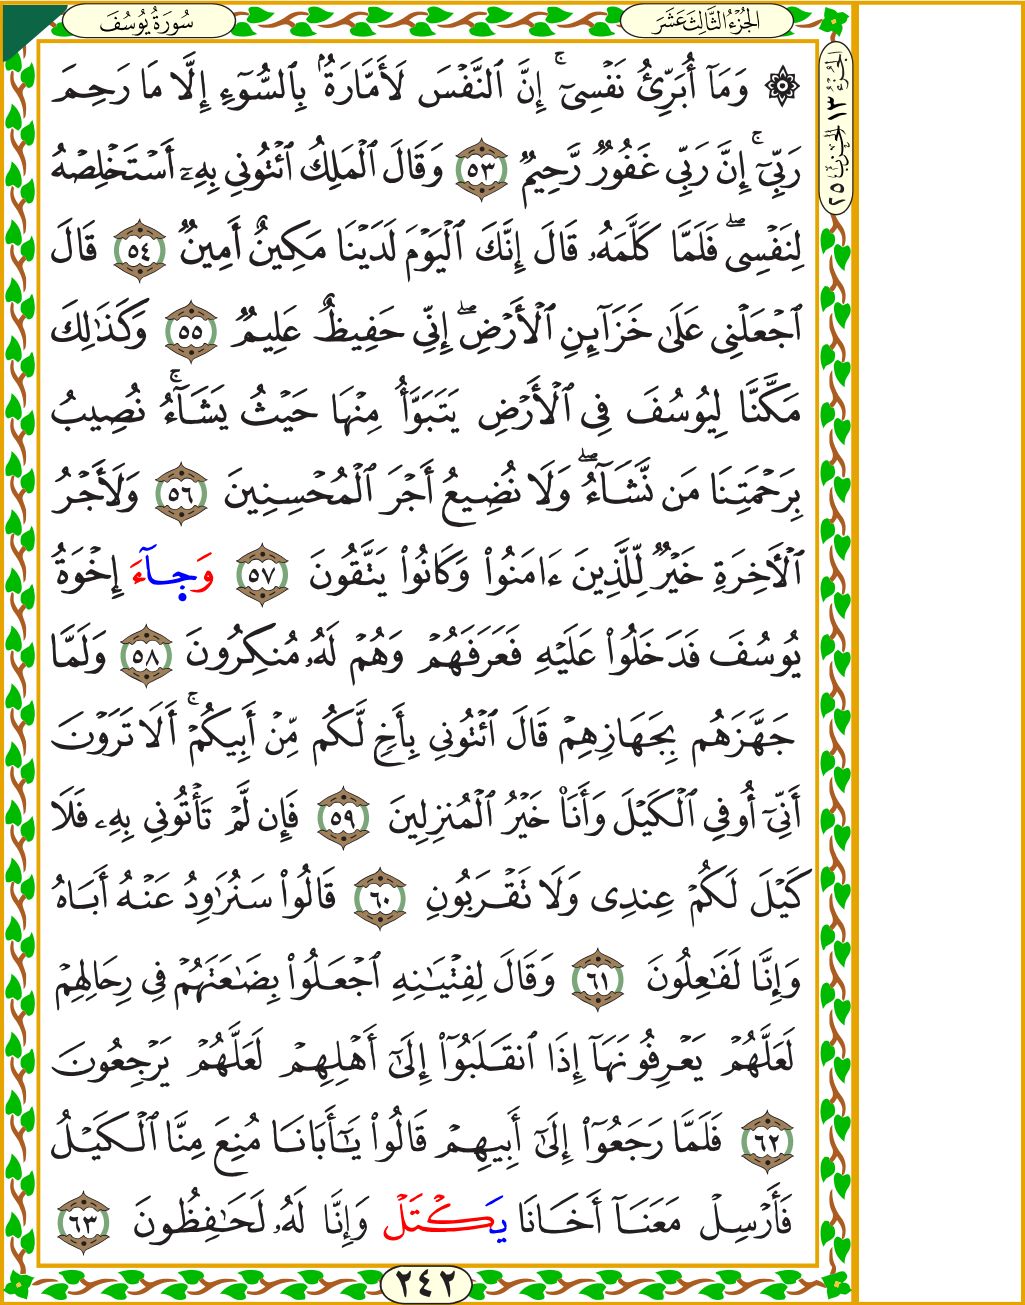 سُورَةُ يُوسُفَ
الجُزْءُ الثَّالِثَ عَشَرَ
الجُزْءُ ١٣ الحِزْبُ ٢٥
۞ وَمَآ أُبَرِّئُ نَفْسِيٓۚ إِنَّ ٱلنَّفْسَ لَأَمَّارَةُۢ بِٱلسُّوٓءِ إِلَّا مَا رَحِمَ
رَبِّيٓۚ إِنَّ رَبِّي غَفُورٞ رَّحِيمٞ ٥٣ وَقَالَ ٱلْمَلِكُ ٱئْتُونِي بِهِۦٓ أَسْتَخْلِصْهُ
لِنَفْسِيۖ فَلَمَّا كَلَّمَهُۥ قَالَ إِنَّكَ ٱلْيَوْمَ لَدَيْنَا مَكِينٌ أَمِينٞ ٥٤ قَالَ
ٱجْعَلْنِي عَلَىٰ خَزَآئِنِ ٱلْأَرْضِۖ إِنِّي حَفِيظٌ عَلِيمٞ ٥٥ وَكَذَٰلِكَ
مَكَّنَّا لِيُوسُفَ فِي ٱلْأَرْضِ يَتَبَوَّأُ مِنْهَا حَيْثُ يَشَآءُۚ نُصِيبُ
بِرَحْمَتِنَا مَن نَّشَآءُۖ وَلَا نُضِيعُ أَجْرَ ٱلْمُحْسِنِينَ ٥٦ وَلَأَجْرُ
ٱلْأٓخِرَةِ خَيْرٞ لِّلَّذِينَ ءَامَنُوا۟ وَكَانُوا۟ يَتَّقُونَ ٥٧ وَجَآءَ إِخْوَةُ
يُوسُفَ فَدَخَلُوا۟ عَلَيْهِ فَعَرَفَهُمْ وَهُمْ لَهُۥ مُنكِرُونَ ٥٨ وَلَمَّا
جَهَّزَهُم بِجَهَازِهِمْ قَالَ ٱئْتُونِي بِأَخٖ لَّكُم مِّنْ أَبِيكُمْۚ أَلَا تَرَوْنَ
أَنِّيٓ أُوفِي ٱلْكَيْلَ وَأَنَا۠ خَيْرُ ٱلْمُنزِلِينَ ٥٩ فَإِن لَّمْ تَأْتُونِي بِهِۦ فَلَا
كَيْلَ لَكُمْ عِندِي وَلَا تَقْرَبُونِ ٦٠ قَالُوا۟ سَنُرَٰوِدُ عَنْهُ أَبَاهُ
وَإِنَّا لَفَٰعِلُونَ ٦١ وَقَالَ لِفِتْيَٰنِهِ ٱجْعَلُوا۟ بِضَٰعَتَهُمْ فِي رِحَالِهِمْ
لَعَلَّهُمْ يَعْرِفُونَهَآ إِذَا ٱنقَلَبُوٓا۟ إِلَىٰٓ أَهْلِهِمْ لَعَلَّهُمْ يَرْجِعُونَ
٦٢ فَلَمَّا رَجَعُوٓا۟ إِلَىٰٓ أَبِيهِمْ قَالُوا۟ يَٰٓأَبَانَا مُنِعَ مِنَّا ٱلْكَيْلُ
فَأَرْسِلْ مَعَنَآ أَخَانَا يَكْتَلْ وَإِنَّا لَهُۥ لَحَٰفِظُونَ ٦٣
٢٤٢